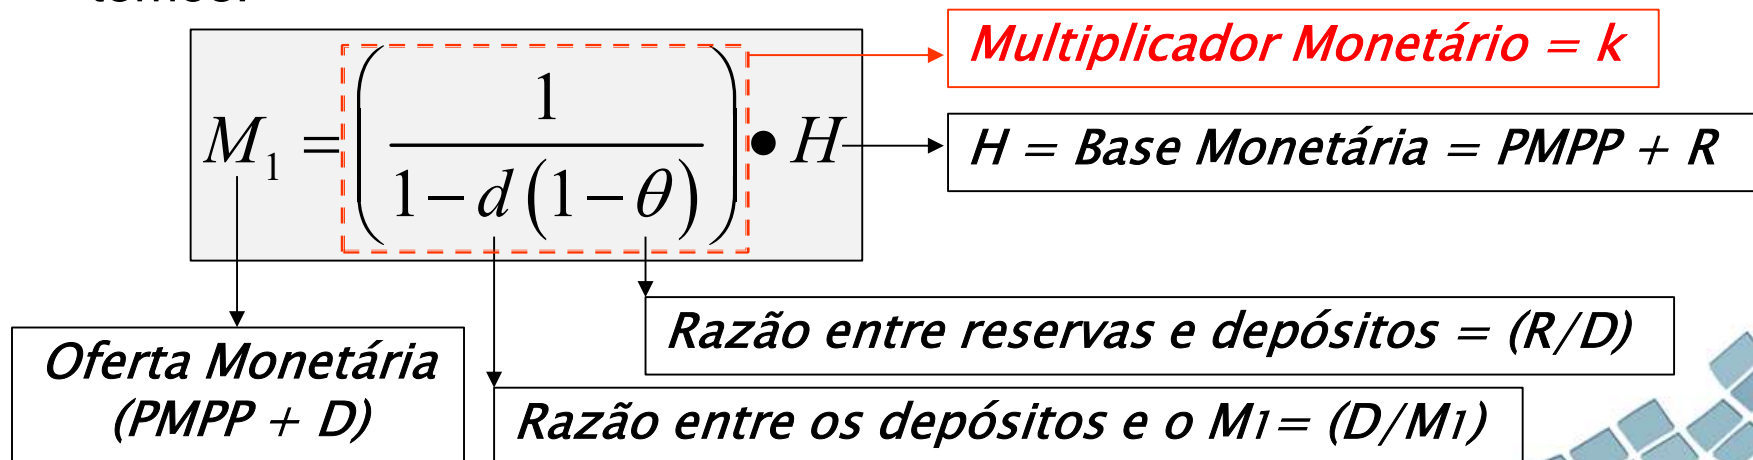 temos:
Multiplicador Monetário = k
M₁ = ( 1 / (1 − d (1 − θ)) ) • H
H = Base Monetária = PMPP + R
Razão entre reservas e depósitos = (R/D)
Oferta Monetária
(PMPP + D)
Razão entre os depósitos e o M1= (D/M1)